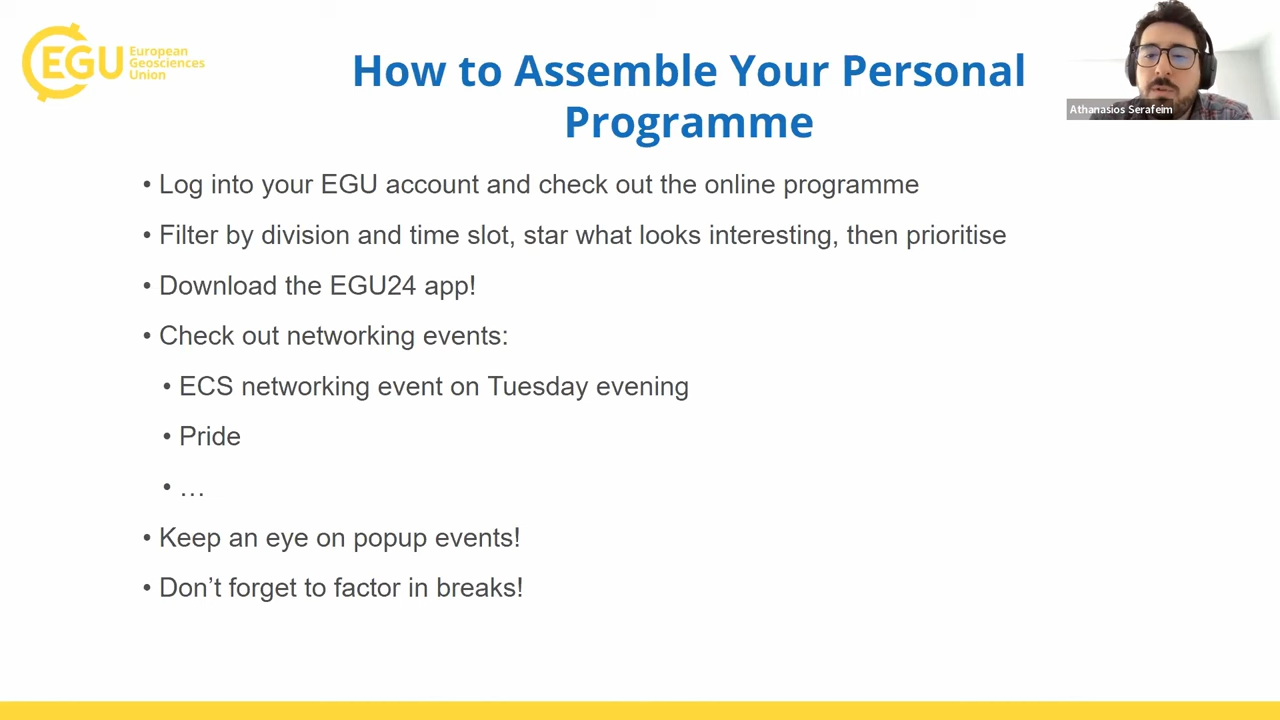 EGU European
Geosciences
Union
How to Assemble Your Personal
Programme
Athanasios Serafeim
• Log into your EGU account and check out the online programme
• Filter by division and time slot, star what looks interesting, then prioritise
• Download the EGU24 app!
• Check out networking events:
• ECS networking event on Tuesday evening
• Pride
• …
• Keep an eye on popup events!
• Don’t forget to factor in breaks!